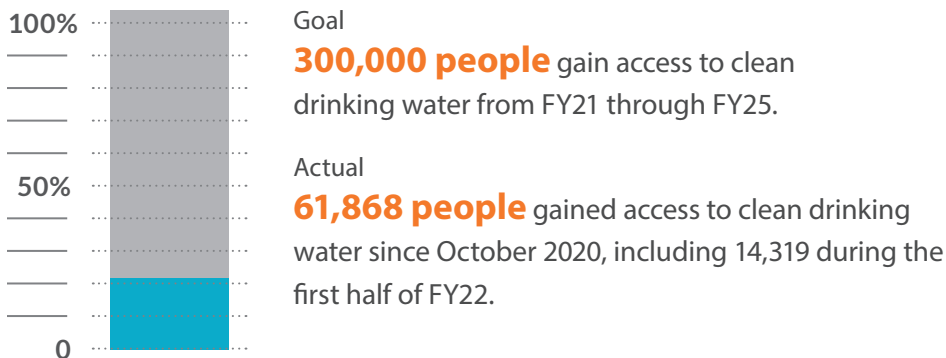 100%
50%
0
Goal
300,000 people gain access to clean
drinking water from FY21 through FY25.
Actual
61,868 people gained access to clean drinking
water since October 2020, including 14,319 during the
first half of FY22.